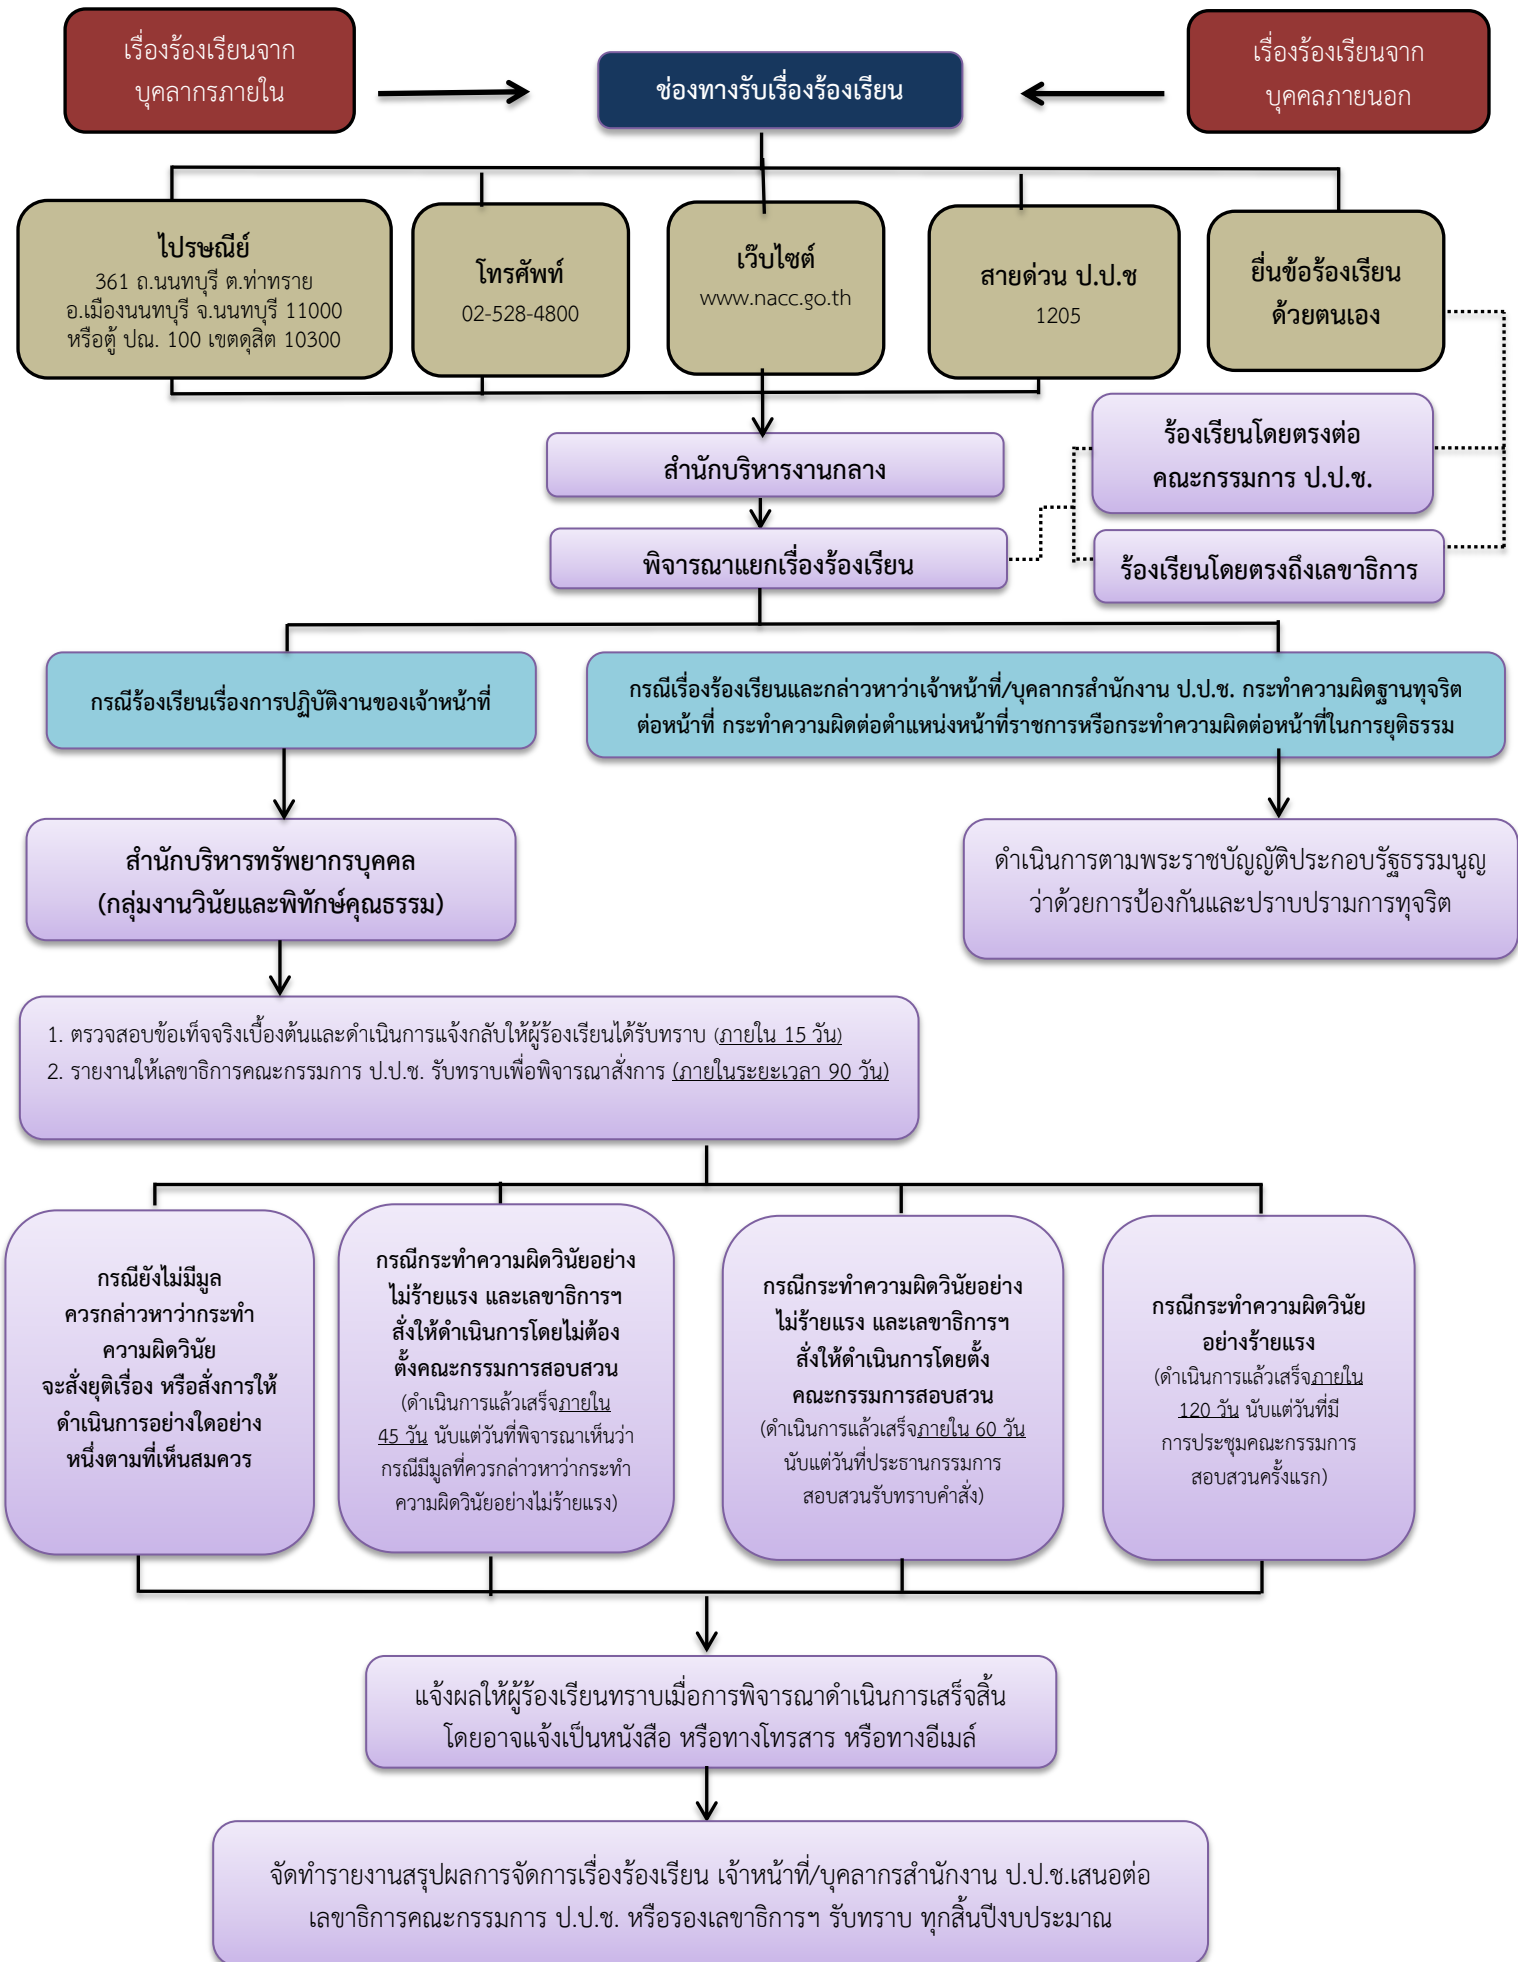 เรื่องร้องเรียนจาก
บุคลากรภายใน
ช่องทางรับเรื่องร้องเรียน
เรื่องร้องเรียนจาก
บุคคลภายนอก
ไปรษณีย์
361 ถ.นนทบุรี ต.ท่าทราย
อ.เมืองนนทบุรี จ.นนทบุรี 11000
หรือตู้ ปณ. 100 เขตดุสิต 10300
โทรศัพท์
02-528-4800
เว็บไซต์
www.nacc.go.th
สายด่วน ป.ป.ช
1205
ยื่นข้อร้องเรียน
ด้วยตนเอง
ร้องเรียนโดยตรงต่อ
คณะกรรมการ ป.ป.ช.
สำนักบริหารงานกลาง
พิจารณาแยกเรื่องร้องเรียน
ร้องเรียนโดยตรงถึงเลขาธิการ
กรณีร้องเรียนเรื่องการปฏิบัติงานของเจ้าหน้าที่
กรณีเรื่องร้องเรียนและกล่าวหาว่าเจ้าหน้าที่/บุคลากรสำนักงาน ป.ป.ช. กระทำความผิดฐานทุจริต
ต่อหน้าที่ กระทำความผิดต่อตำแหน่งหน้าที่ราชการหรือกระทำความผิดต่อหน้าที่ในการยุติธรรม
สำนักบริหารทรัพยากรบุคคล
(กลุ่มงานวินัยและพิทักษ์คุณธรรม)
ดำเนินการตามพระราชบัญญัติประกอบรัฐธรรมนูญ
ว่าด้วยการป้องกันและปราบปรามการทุจริต
1. ตรวจสอบข้อเท็จจริงเบื้องต้นและดำเนินการแจ้งกลับให้ผู้ร้องเรียนได้รับทราบ (ภายใน 15 วัน)
2. รายงานให้เลขาธิการคณะกรรมการ ป.ป.ช. รับทราบเพื่อพิจารณาสั่งการ (ภายในระยะเวลา 90 วัน)
กรณียังไม่มีมูล
ควรกล่าวหาว่ากระทำ
ความผิดวินัย
จะสั่งยุติเรื่อง หรือสั่งการให้
ดำเนินการอย่างใดอย่าง
หนึ่งตามที่เห็นสมควร
กรณีกระทำความผิดวินัยอย่าง
ไม่ร้ายแรง และเลขาธิการฯ
สั่งให้ดำเนินการโดยไม่ต้อง
ตั้งคณะกรรมการสอบสวน
(ดำเนินการแล้วเสร็จภายใน
45 วัน นับแต่วันที่พิจารณาเห็นว่า
กรณีมีมูลที่ควรกล่าวหาว่ากระทำ
ความผิดวินัยอย่างไม่ร้ายแรง)
กรณีกระทำความผิดวินัยอย่าง
ไม่ร้ายแรง และเลขาธิการฯ
สั่งให้ดำเนินการโดยตั้ง
คณะกรรมการสอบสวน
(ดำเนินการแล้วเสร็จภายใน 60 วัน
นับแต่วันที่ประธานกรรมการ
สอบสวนรับทราบคำสั่ง)
กรณีกระทำความผิดวินัย
อย่างร้ายแรง
(ดำเนินการแล้วเสร็จภายใน
120 วัน นับแต่วันที่มี
การประชุมคณะกรรมการ
สอบสวนครั้งแรก)
แจ้งผลให้ผู้ร้องเรียนทราบเมื่อการพิจารณาดำเนินการเสร็จสิ้น
โดยอาจแจ้งเป็นหนังสือ หรือทางโทรสาร หรือทางอีเมล์
จัดทำรายงานสรุปผลการจัดการเรื่องร้องเรียน เจ้าหน้าที่/บุคลากรสำนักงาน ป.ป.ช.เสนอต่อ
เลขาธิการคณะกรรมการ ป.ป.ช. หรือรองเลขาธิการฯ รับทราบ ทุกสิ้นปีงบประมาณ